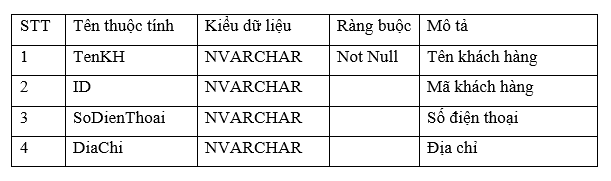 STT Tên thuộc tính Kiểu dữ liệu Ràng buộc Mô tả
1 TenKH NVARCHAR Not Null Tên khách hàng
2 ID NVARCHAR Mã khách hàng
3 SoDienThoai NVARCHAR Số điện thoại
4 DiaChi NVARCHAR Địa chỉ